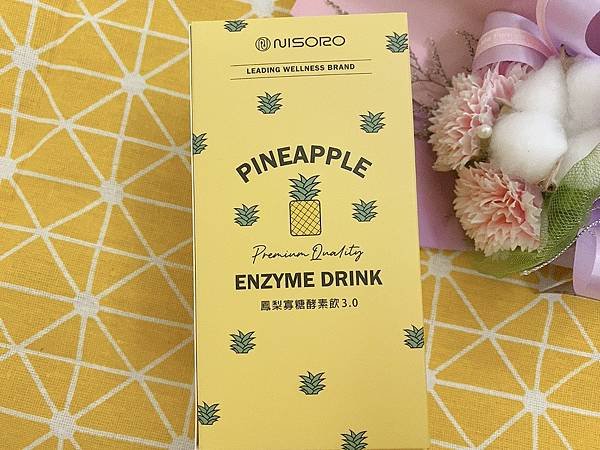 NISORO
LEADING WELLNESS BRAND
PINEAPPLE
Premium Quality
ENZYME DRINK
鳳梨寡糖酵素飲3.0